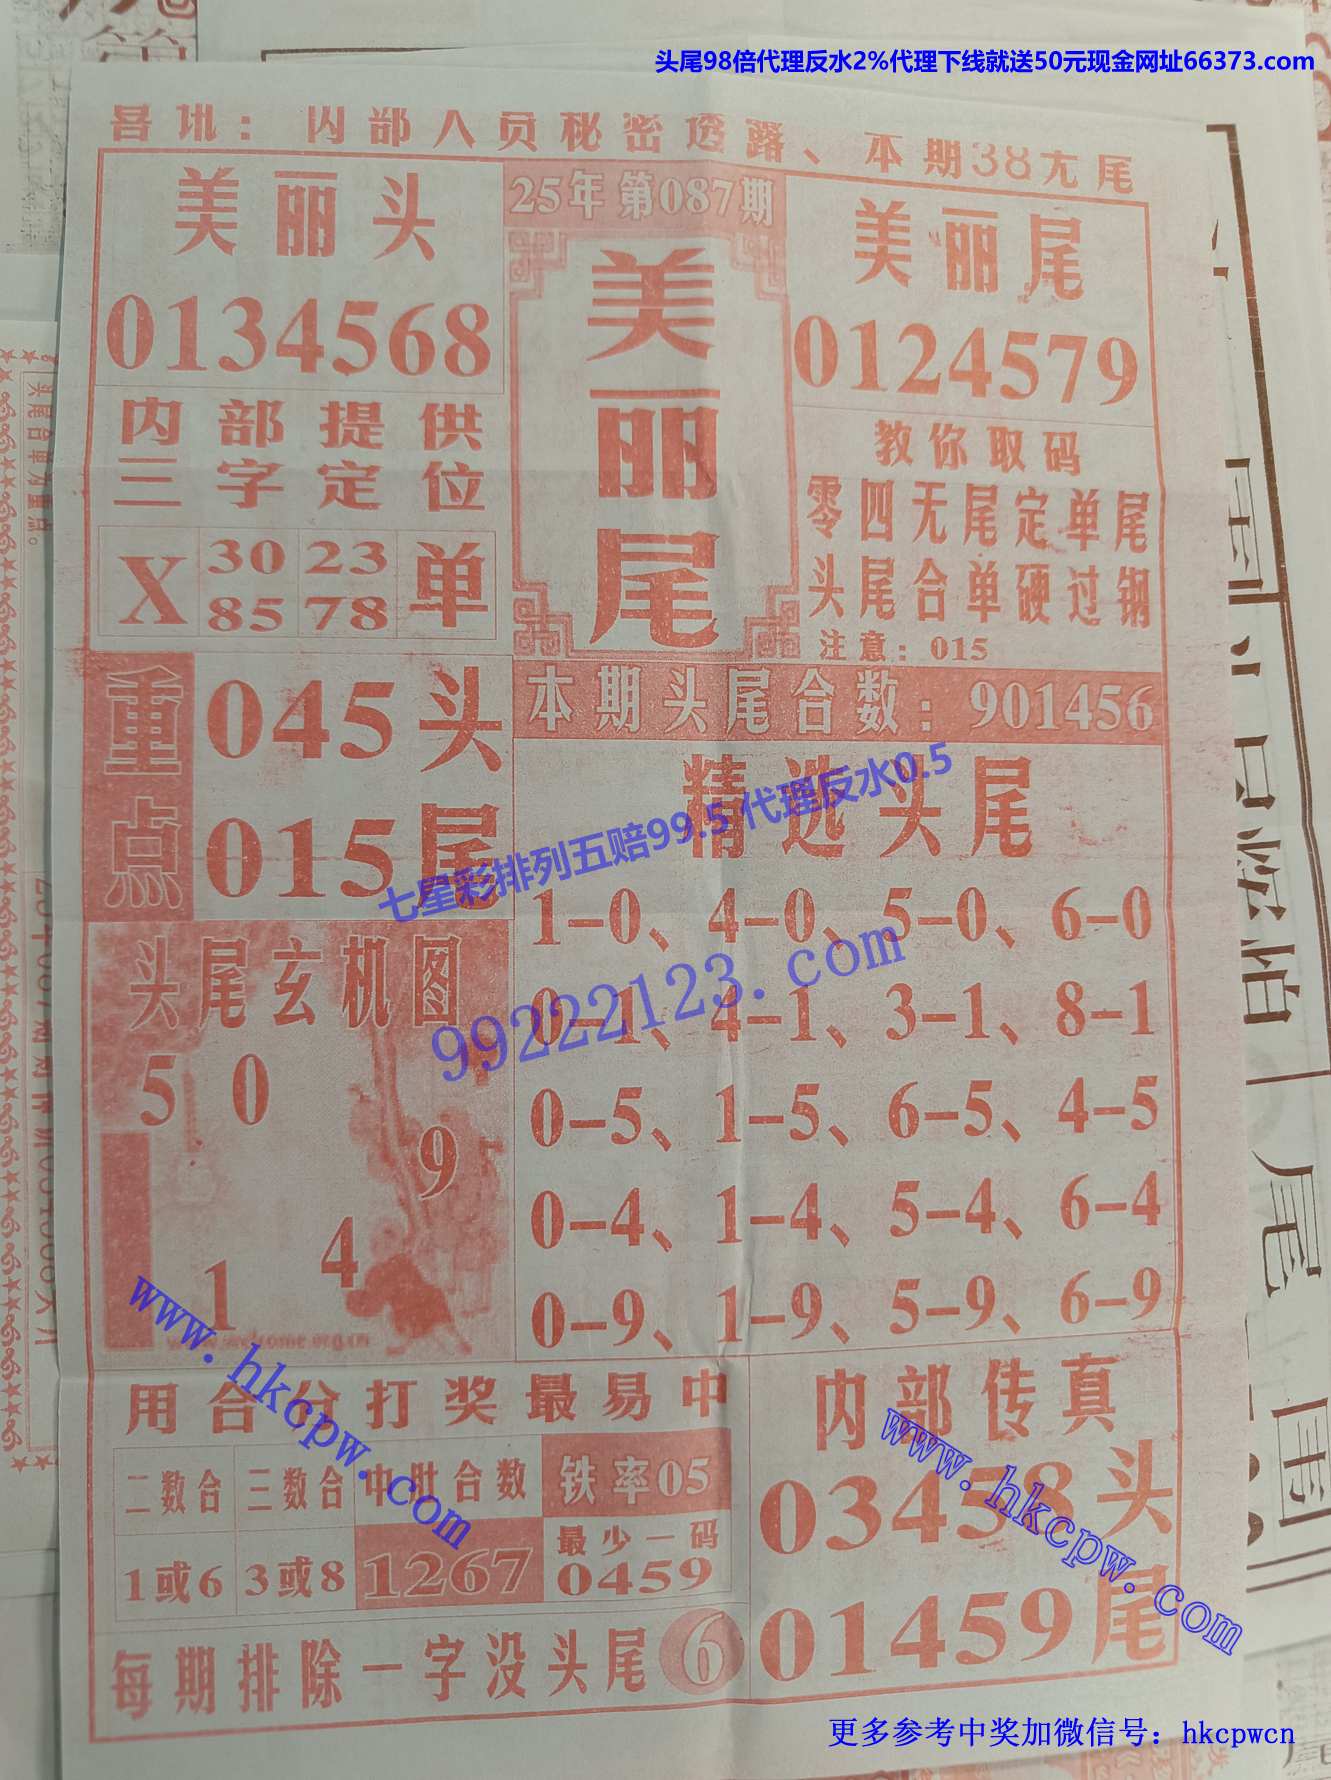 头尾98倍代理反水2%代理下线就送50元现金网址66373.com
喜讯：内部人员秘密透露、本期38无尾
美丽头
0134568
25年第087期
美丽尾
美丽尾
0124579
内部提供
三字定位
X 30 23 单
85 78
教你取码
零四无尾定单尾
头尾合单硬过钢
注意：015
重点
045头
015尾
本期头尾合数：901456
精选头尾
七星彩排列五赔99.5 代理反水0.5
99222123.com
1-0、4-0、5-0、6-0
0-1、4-1、3-1、8-1
0-5、1-5、6-5、4-5
0-4、1-4、5-4、6-4
0-9、1-9、5-9、6-9
头尾玄机图
5 0
9
4
1
www.hkcpw.com
用合分打奖最易中
二数合 三数合 中肚合数 铁率05
1或6 3或8 1267 最少一码
0459
每期排除一字没头尾6
内部传真
03458头
01459尾
www.hkcpw.com
更多参考中奖加微信号：hkcpwcn
头尾合单为重点。